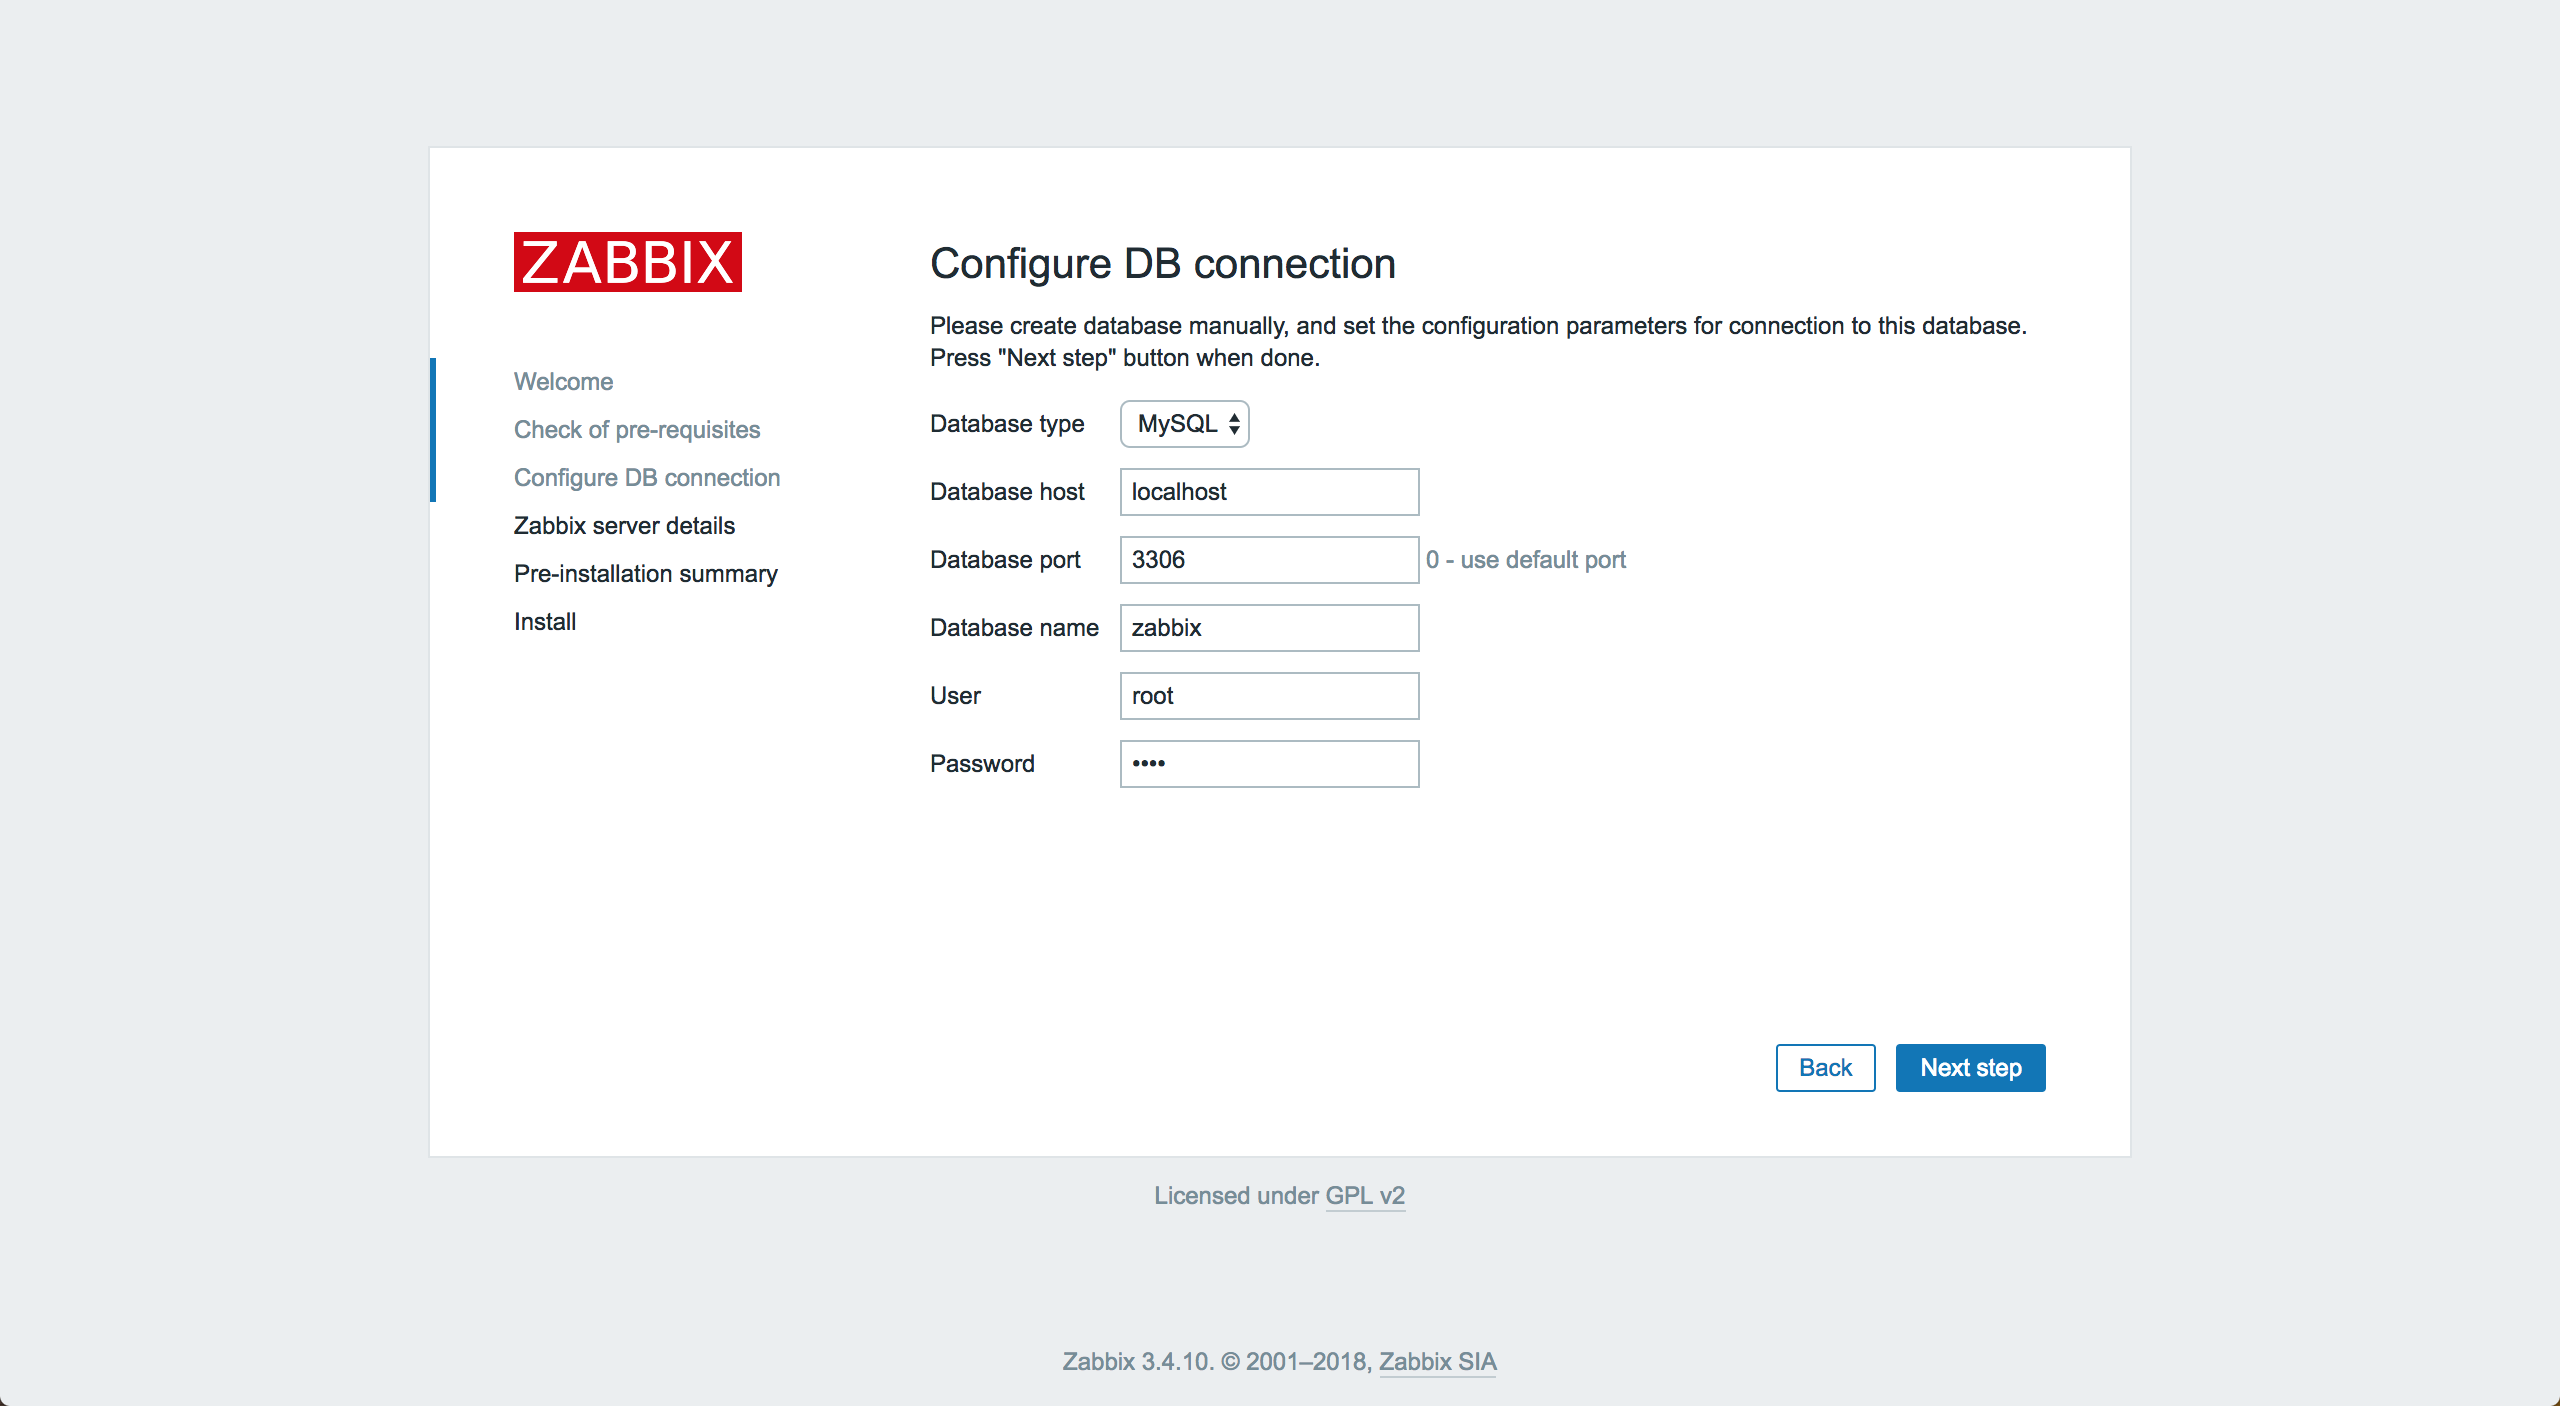 ZABBIX
Welcome
Check of pre-requisites
Configure DB connection
Zabbix server details
Pre-installation summary
Install
Configure DB connection
Please create database manually, and set the configuration parameters for connection to this database.
Press "Next step" button when done.
Database type MySQL
Database host localhost
Database port 3306 0 - use default port
Database name zabbix
User root
Password ••••
Back Next step
Licensed under GPL v2
Zabbix 3.4.10. © 2001–2018, Zabbix SIA